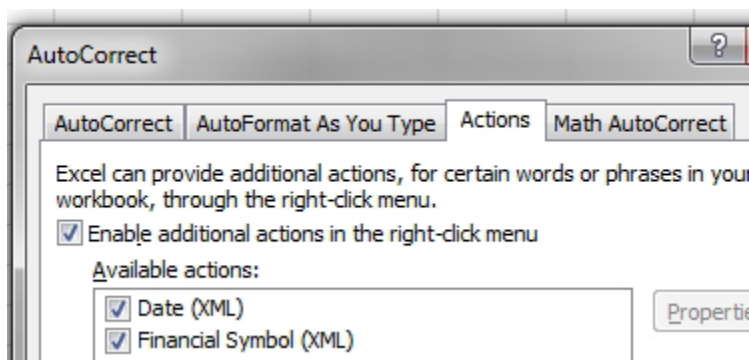 AutoCorrect
?
AutoCorrect AutoFormat As You Type Actions Math AutoCorrect
Excel can provide additional actions, for certain words or phrases in your
workbook, through the right-click menu.
Enable additional actions in the right-click menu
Available actions:
Date (XML)
Propertie
Financial Symbol (XML)